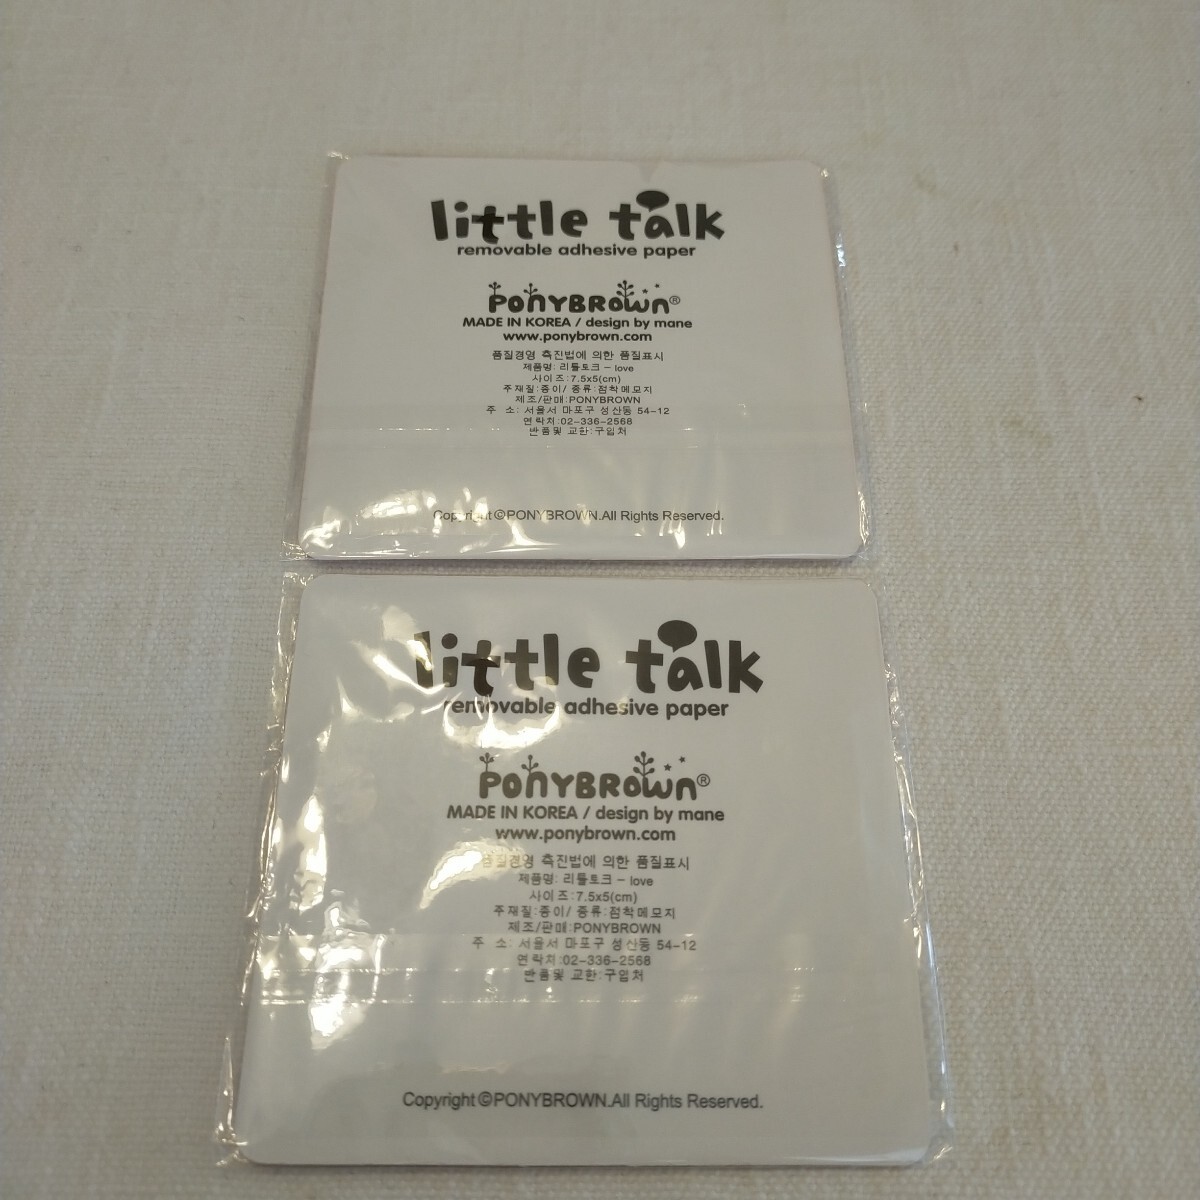 little talk
removable adhesive paper
PONYBROWN®
MADE IN KOREA / design by mane
www.ponybrown.com
품질경영 촉진법에 의한 품질표시
제품명: 리틀토크 - love
사이즈:7.5x5(cm)
주재질:종이/ 종류:점착메모지
제조/판매:PONYBROWN
주 소: 서울서 마포구 성산동 54-12
연락처:02-336-2568
반품및 교한:구입처
Copyright ©PONYBROWN.All Rights Reserved.
little talk
removable adhesive paper
PONYBROWN®
MADE IN KOREA / design by mane
www.ponybrown.com
품질경영 촉진법에 의한 품질표시
제품명: 리틀토크 - love
사이즈:7.5x5(cm)
주재질:종이/ 종류:점착메모지
제조/판매:PONYBROWN
주 소: 서울서 마포구 성산동 54-12
연락처:02-336-2568
반품및 교한:구입처
Copyright ©PONYBROWN.All Rights Reserved.